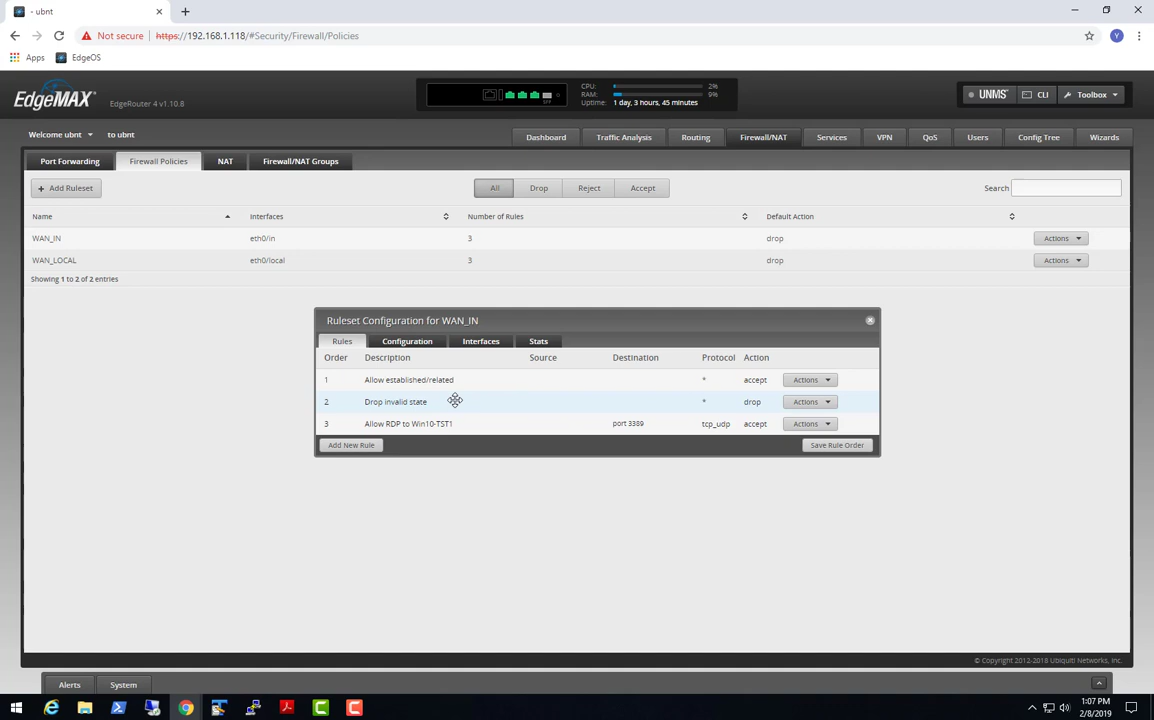 - ubnt
Not secure
https://192.168.1.118/#Security/Firewall/Policies
Y
Apps
EdgeOS
EdgeMAX
EdgeRouter 4 v1.10.8
SFP
CPU: 2%
RAM: 9%
Uptime: 1 day, 3 hours, 45 minutes
UNMS
CLI
Toolbox
Welcome ubnt
to ubnt
Dashboard
Traffic Analysis
Routing
Firewall/NAT
Services
VPN
QoS
Users
Config Tree
Wizards
Port Forwarding
Firewall Policies
NAT
Firewall/NAT Groups
+ Add Ruleset
All
Drop
Reject
Accept
Search
Name Interfaces Number of Rules Default Action
WAN_IN eth0/in 3 drop Actions
WAN_LOCAL eth0/local 3 drop Actions
Showing 1 to 2 of 2 entries
Ruleset Configuration for WAN_IN
Rules
Configuration
Interfaces
Stats
Order Description Source Destination Protocol Action
1 Allow established/related * accept Actions
2 Drop invalid state * drop Actions
3 Allow RDP to Win10-TST1 port 3389 tcp_udp accept Actions
Add New Rule
Save Rule Order
© Copyright 2012-2018 Ubiquiti Networks, Inc.
Alerts
System
1:07 PM
2/8/2019